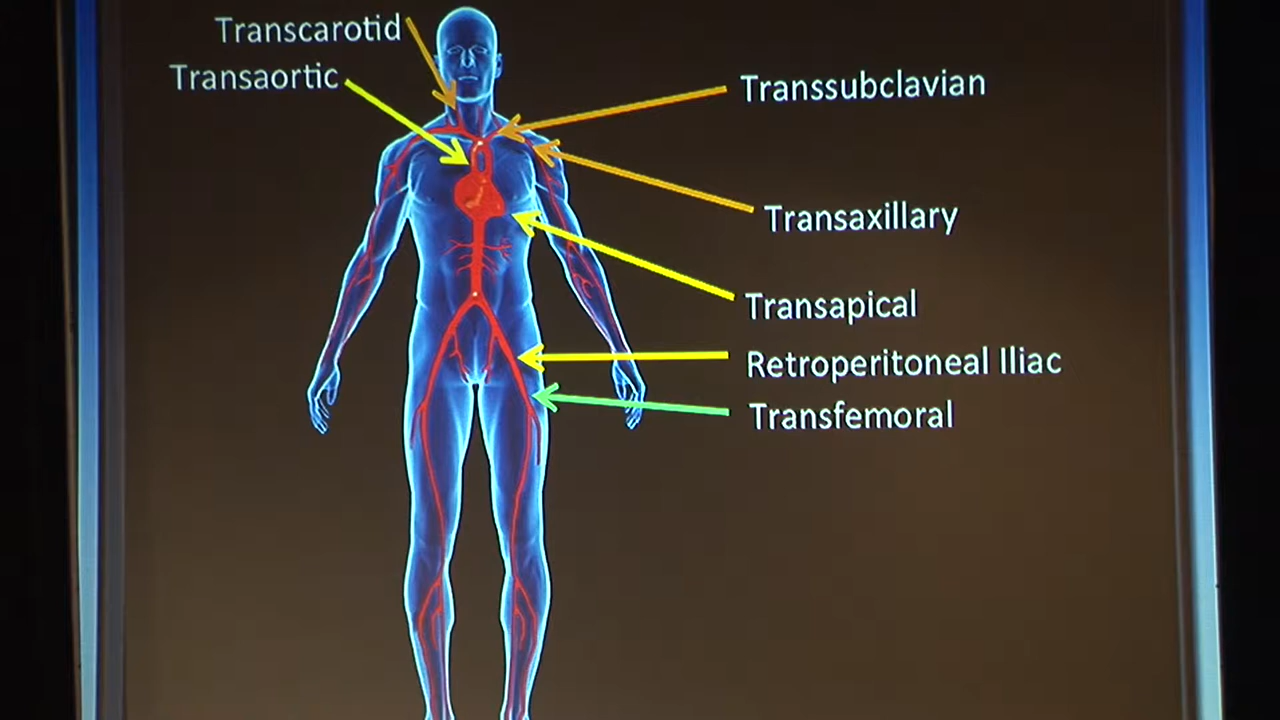 Transcarotid
Transaortic
Transsubclavian
Transaxillary
Transapical
Retroperitoneal Iliac
Transfemoral